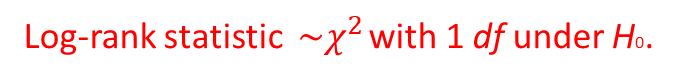 Log-rank statistic ~χ² with 1 df under H₀.